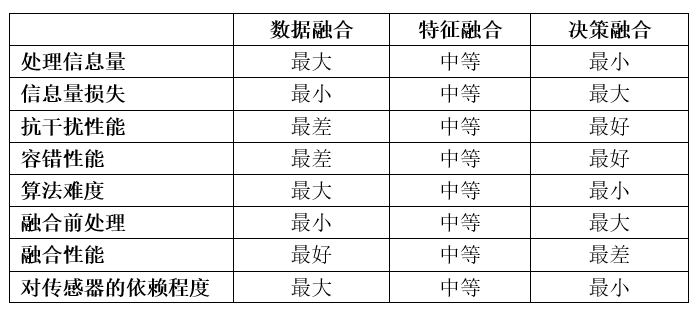 数据融合 特征融合 决策融合
处理信息量 最大 中等 最小
信息量损失 最小 中等 最大
抗干扰性能 最差 中等 最好
容错性能 最差 中等 最好
算法难度 最大 中等 最小
融合前处理 最小 中等 最大
融合性能 最好 中等 最差
对传感器的依赖程度 最大 中等 最小